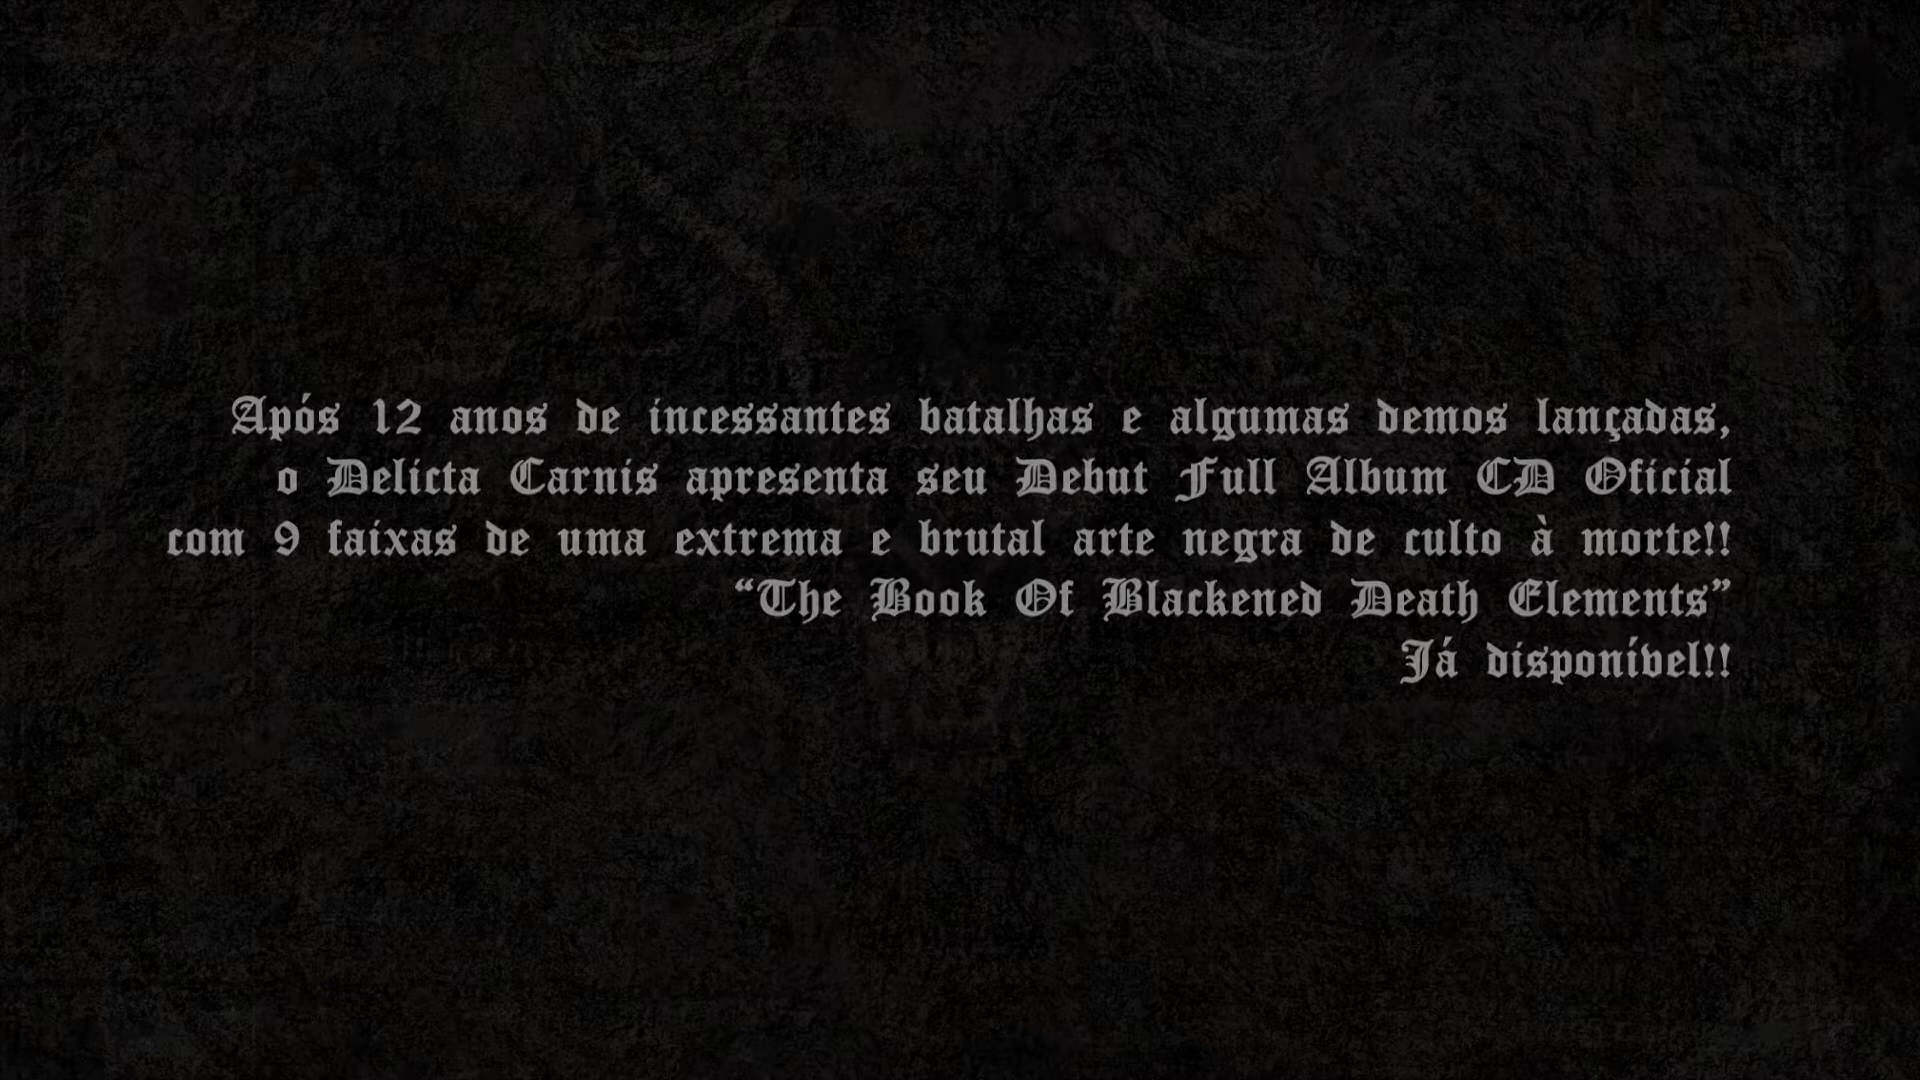 Após 12 anos de incessantes batalhas e algumas demos lançadas,
o Delicta Carnis apresenta seu Debut Full Album CD Oficial
com 9 faixas de uma extrema e brutal arte negra de culto à morte!!
“The Book Of Blackened Death Elements”
Já disponível!!